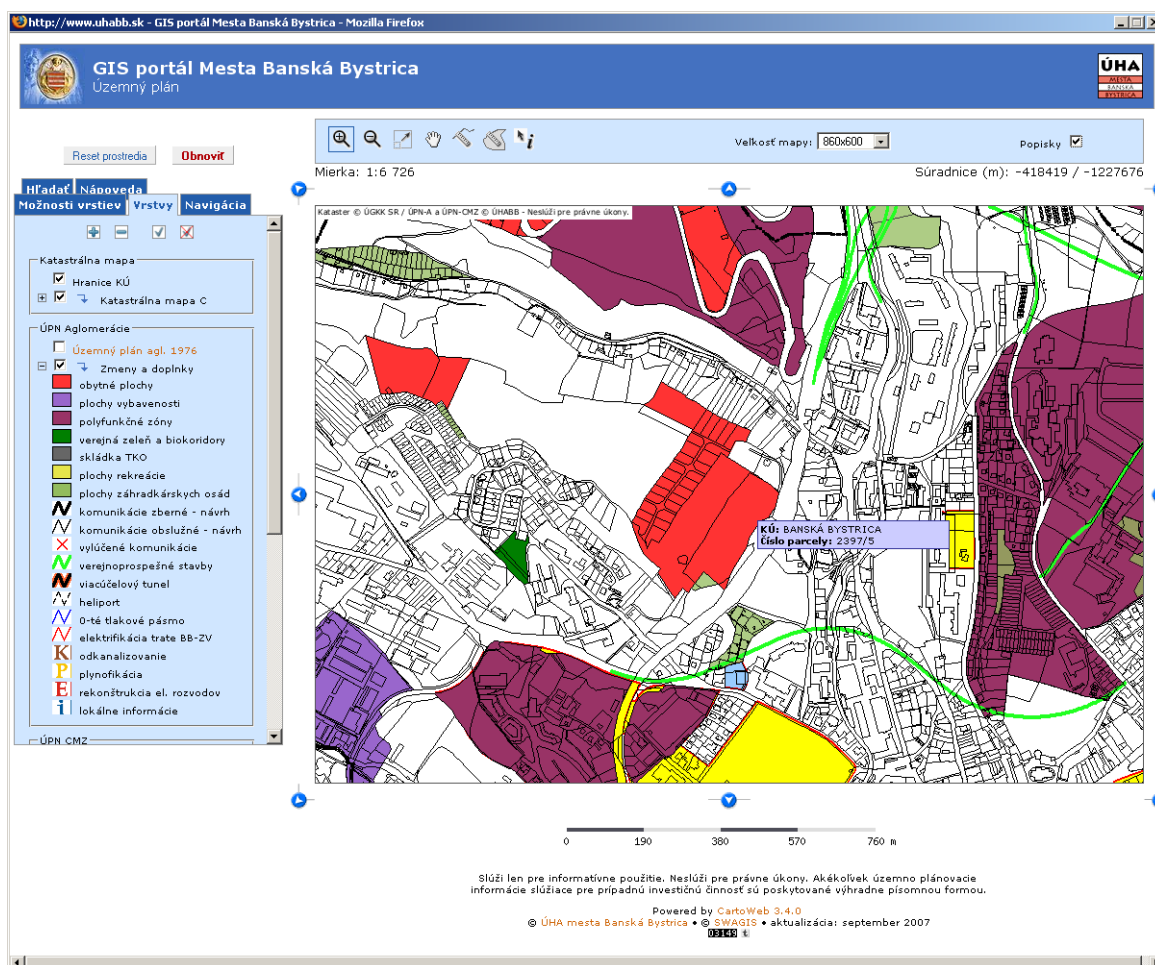 http://www.uhabb.sk - GIS portál Mesta Banská Bystrica - Mozilla Firefox
GIS portál Mesta Banská Bystrica
Územný plán
ÚHA
MESTA
BANSKÁ
BYSTRICA
Reset prostredia
Obnoviť
Veľkosť mapy: 860x600
Popisky
Hľadať Nápoveda
Možnosti vrstiev Vrstvy Navigácia
Mierka: 1:6 726
Súradnice (m): -418419 / -1227676
Kataster © ÚGKK SR / ÚPN-A a ÚPN-CMZ © ÚHABB - Neslúži pre právne úkony.
Katastrálna mapa
Hranice KÚ
Katastrálna mapa C
ÚPN Aglomerácie
Územný plán agl. 1976
Zmeny a doplnky
obytné plochy
plochy vybavenosti
polyfunkčné zóny
verejná zeleň a biokoridory
skládka TKO
plochy rekreácie
plochy záhradkárskych osád
komunikácie zberné - návrh
komunikácie obslužné - návrh
vylúčené komunikácie
verejnoprospešné stavby
viacúčelový tunel
heliport
0-té tlakové pásmo
elektrifikácia trate BB-ZV
K odkanalizovanie
P plynofikácia
E rekonštrukcia el. rozvodov
i lokálne informácie
ÚPN CMZ
KÚ: BANSKÁ BYSTRICA
Číslo parcely: 2397/5
0 190 380 570 760 m
Slúži len pre informatívne použitie. Neslúži pre právne úkony. Akékoľvek územno plánovacie
informácie slúžiace pre prípadnú investičnú činnosť sú poskytované výhradne písomnou formou.
Powered by CartoWeb 3.4.0
© ÚHA mesta Banská Bystrica • © SWAGIS • aktualizácia: september 2007
03149 t